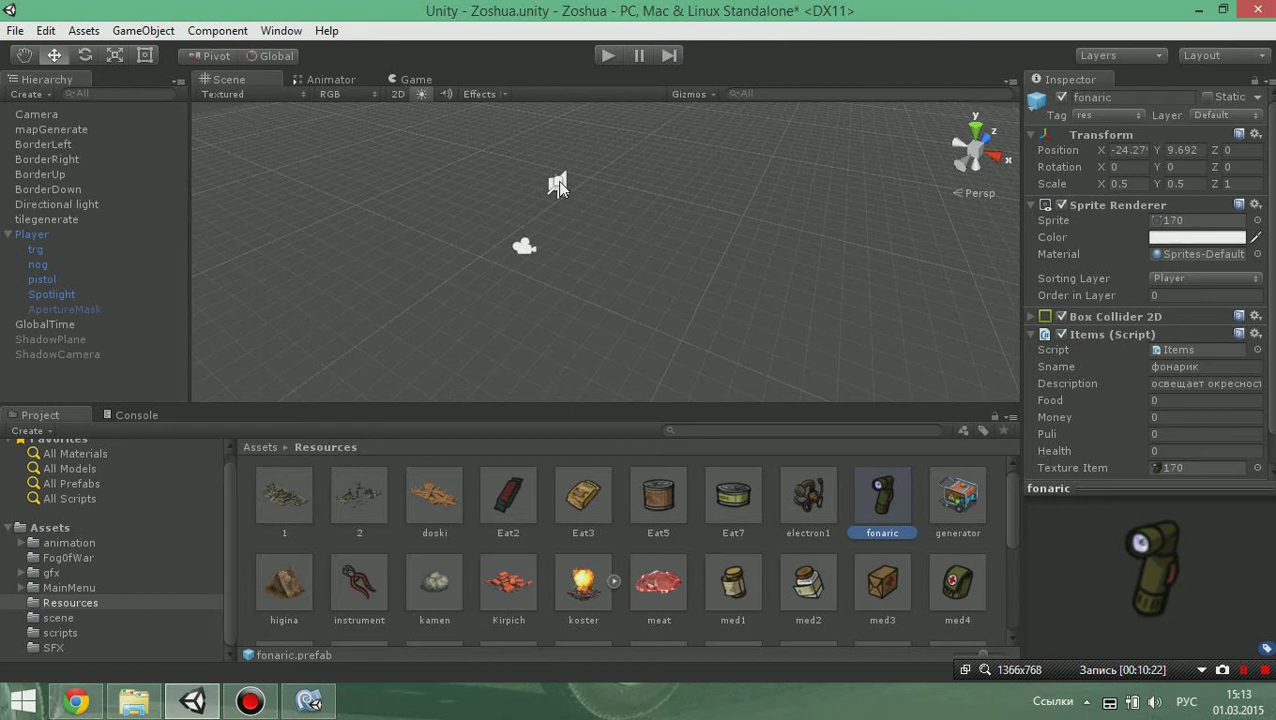 Unity - Zoshua.unity - Zoshua - PC, Mac & Linux Standalone* <DX11>
File Edit Assets GameObject Component Window Help
Pivot Global Layers Layout
Hierarchy
Create All
Camera
mapGenerate
BorderLeft
BorderRight
BorderUp
BorderDown
Directional light
tilegenerate
Player
trg
nog
pistol
Spotlight
ApertureMask
GlobalTime
ShadowPlane
ShadowCamera
Scene Animator Game
Textured RGB 2D Effects Gizmos All
y
z
x
Persp
Inspector
fonaric Static
Tag res Layer Default
Transform
Position X -24.27 Y 9.692 Z 0
Rotation X 0 Y 0 Z 0
Scale X 0.5 Y 0.5 Z 1
Sprite Renderer
Sprite 170
Color
Material Sprites-Default
Sorting Layer Player
Order in Layer 0
Box Collider 2D
Items (Script)
Script Items
Sname фонарик
Description освещает окресност
Food 0
Money 0
Puli 0
Health 0
Texture Item 170
fonaric
Project Console
Create
Favorites
All Materials
All Models
All Prefabs
All Scripts
Assets
animation
FogOfWar
gfx
MainMenu
Resources
scene
scripts
SFX
Assets Resources
1 2 doski Eat2 Eat3 Eat5 Eat7 electron1 fonaric generator
higina instrument kamen Kirpich koster meat med1 med2 med3 med4
fonaric.prefab
1366x768 Запись [00:10:22]
Ссылки РУС 15:13
01.03.2015